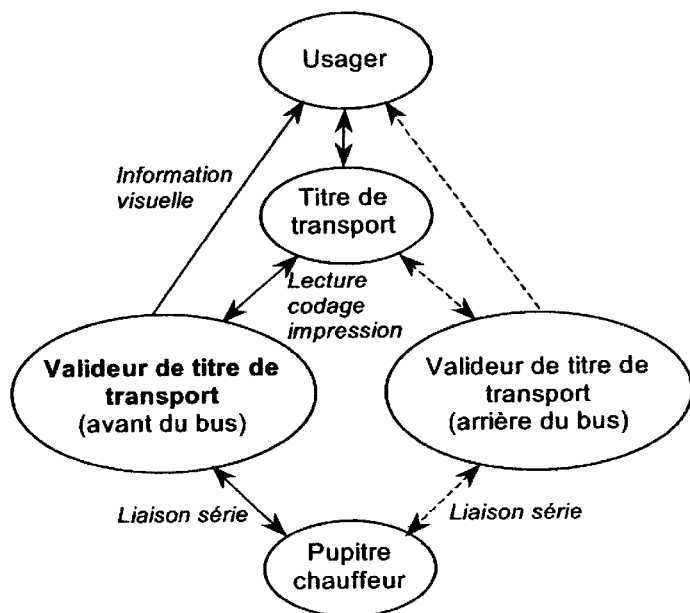 Usager
Information
visuelle
Titre de
transport
Lecture
codage
impression
Valideur de titre de
transport
(avant du bus)
Valideur de titre de
transport
(arrière du bus)
Liaison série
Liaison série
Pupitre
chauffeur